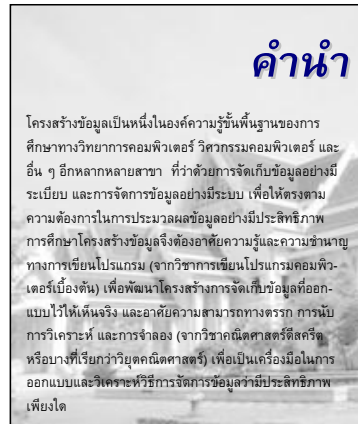 คำนำ
โครงสร้างข้อมูลเป็นหนึ่งในองค์ความรู้ขั้นพื้นฐานของการ
ศึกษาทางวิทยาการคอมพิวเตอร์ วิศวกรรมคอมพิวเตอร์ และ
อื่น ๆ อีกหลากหลายสาขา ที่ว่าด้วยการจัดเก็บข้อมูลอย่างมี
ระเบียบ และการจัดการข้อมูลอย่างมีระบบ เพื่อให้ตรงตาม
ความต้องการในการประมวลผลข้อมูลอย่างมีประสิทธิภาพ
การศึกษาโครงสร้างข้อมูลจึงต้องอาศัยความรู้และความชำนาญ
ทางการเขียนโปรแกรม (จากวิชาการเขียนโปรแกรมคอมพิว-
เตอร์เบื้องต้น) เพื่อพัฒนาโครงสร้างการจัดเก็บข้อมูลที่ออก-
แบบไว้ให้เห็นจริง และอาศัยความสามารถทางตรรก การนับ
การวิเคราะห์ และการจำลอง (จากวิชาคณิตศาสตร์ดีสครีต
หรือบางที่เรียกว่าวิยุตคณิตศาสตร์) เพื่อเป็นเครื่องมือในการ
ออกแบบและวิเคราะห์วิธีการจัดการข้อมูลว่ามีประสิทธิภาพ
เพียงใด